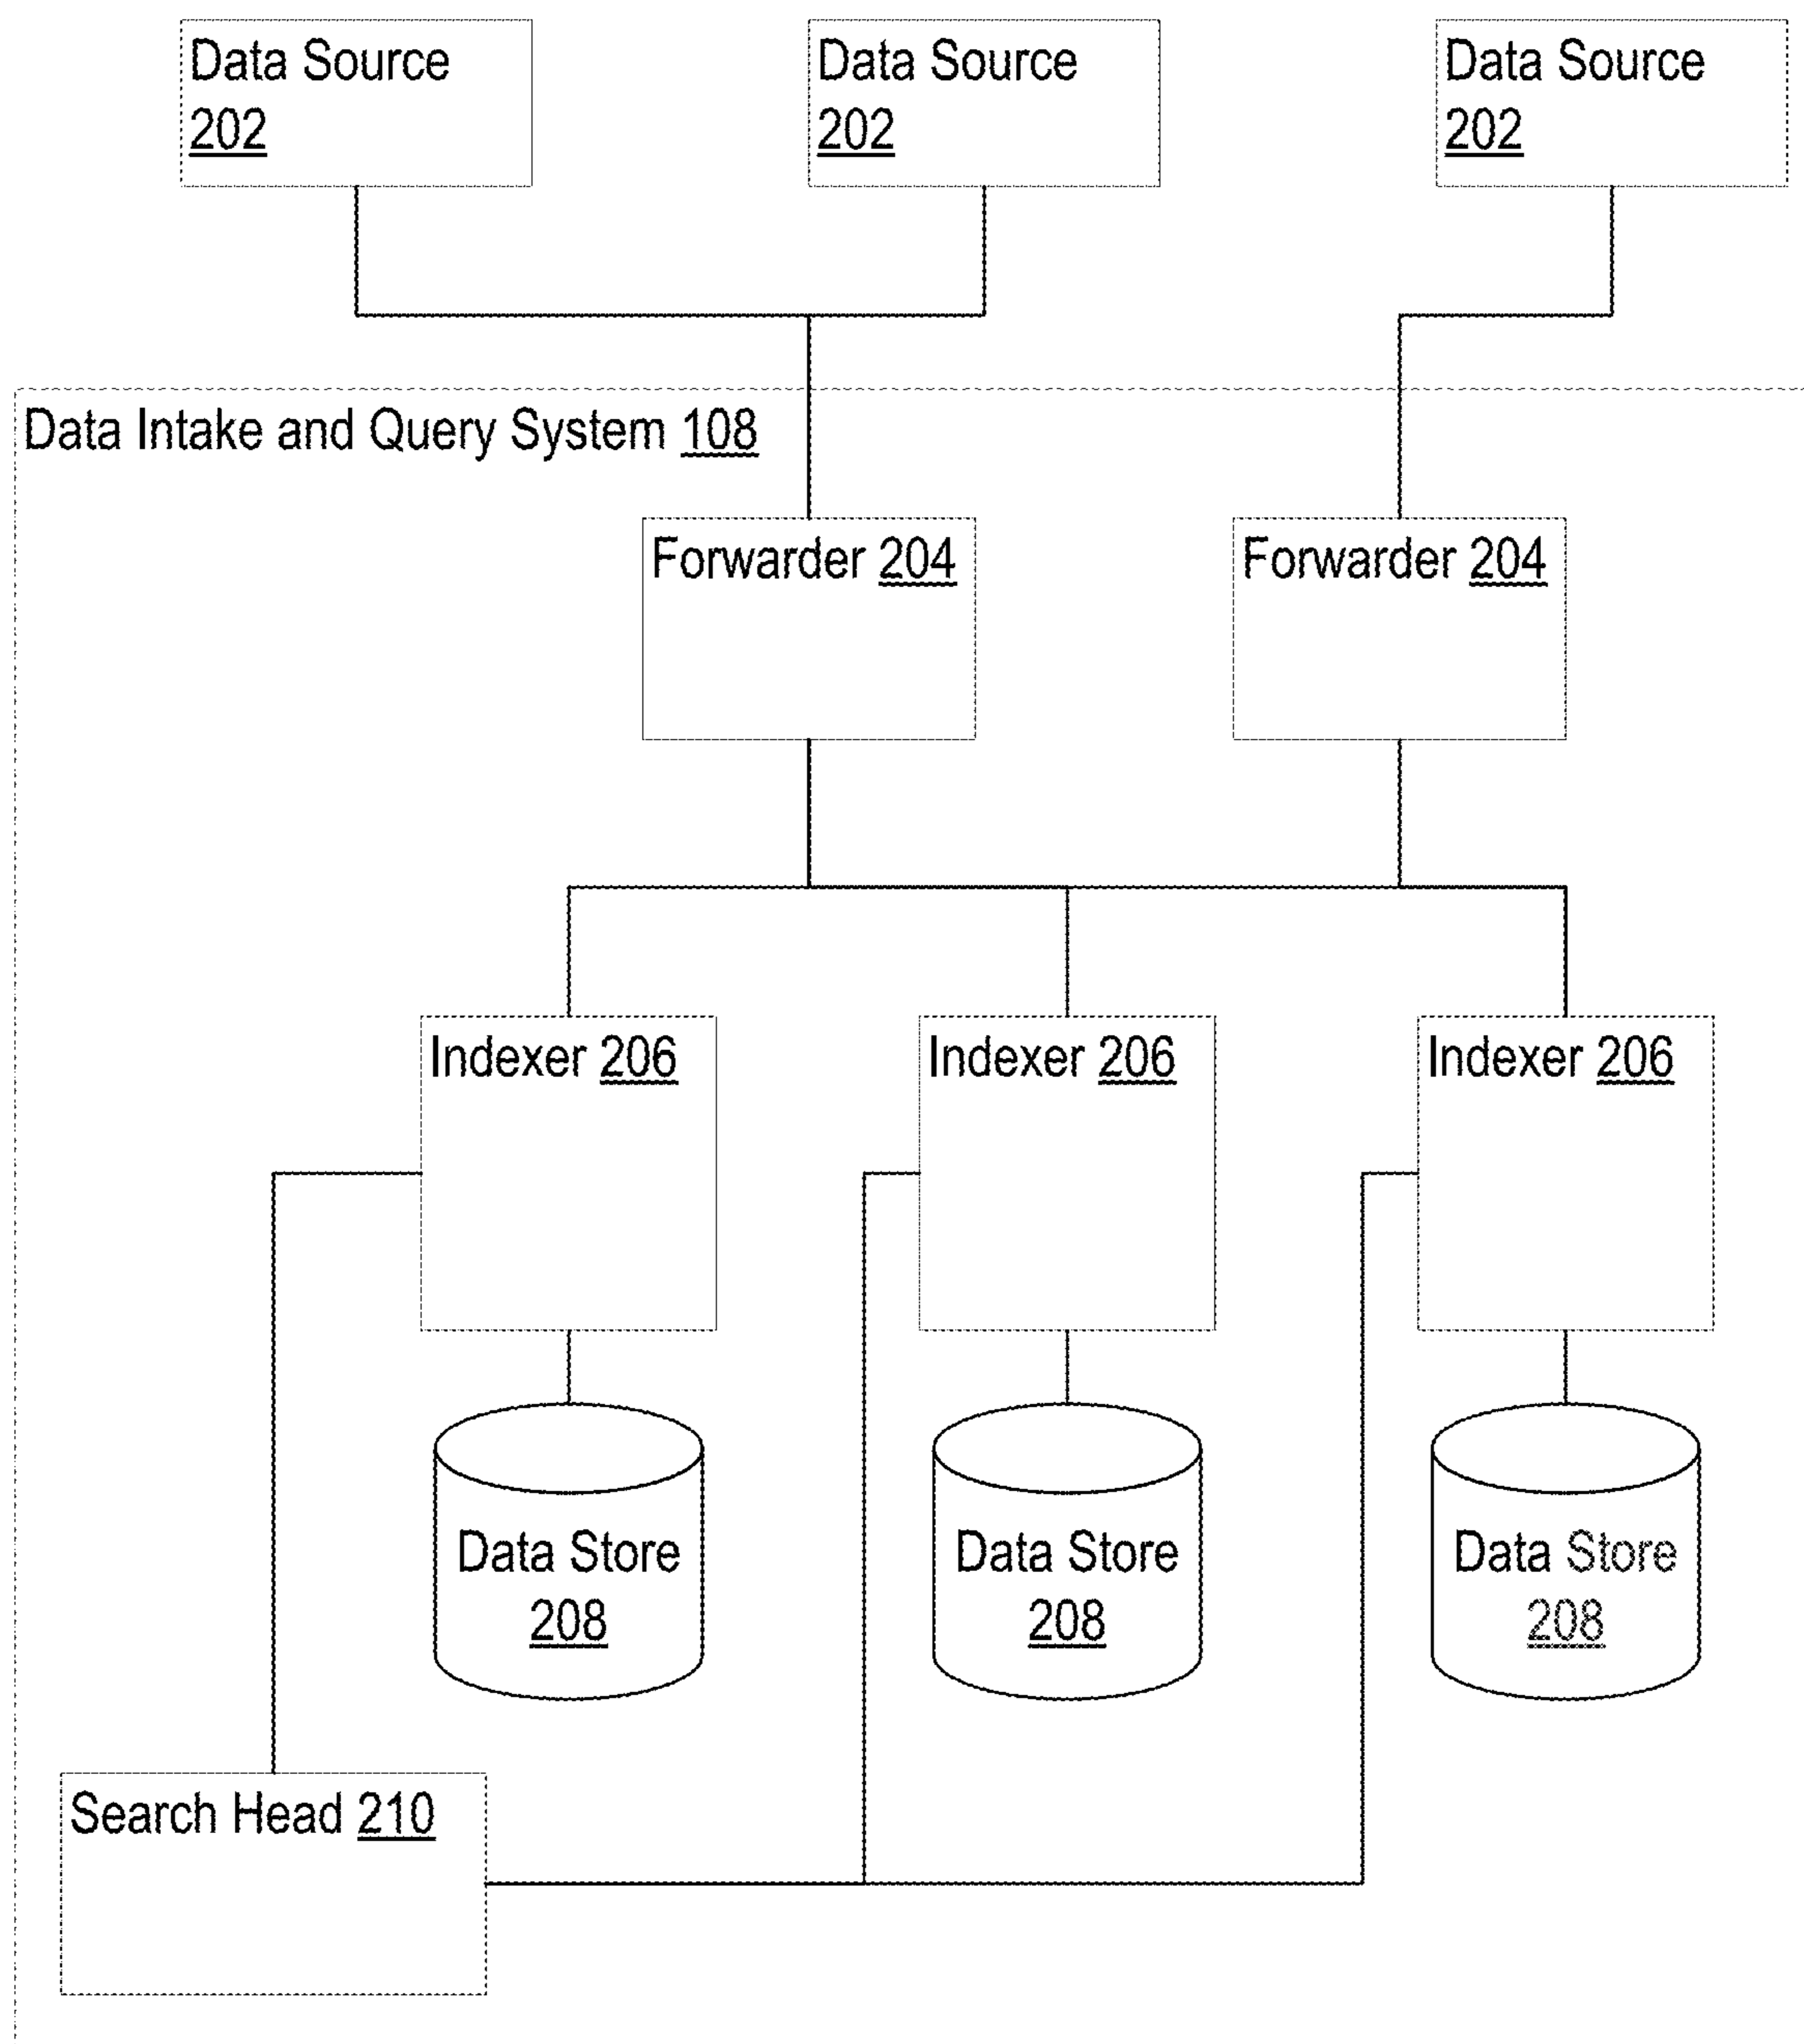 Data Source
202
Data Source
202
Data Source
202
Data Intake and Query System 108
Forwarder 204
Forwarder 204
Indexer 206
Indexer 206
Indexer 206
Data Store
208
Data Store
208
Data Store
208
Search Head 210